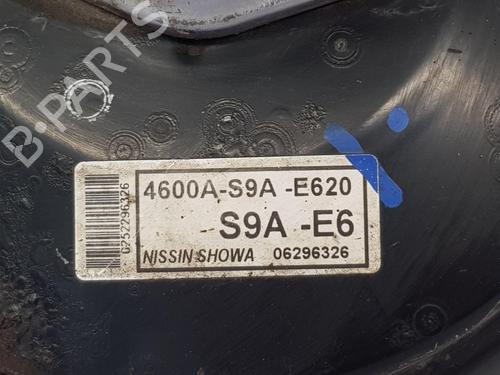 B-PARTS
4600A-S9A -E620
S9A -E6
NISSIN SHOWA 06296326
0252296326